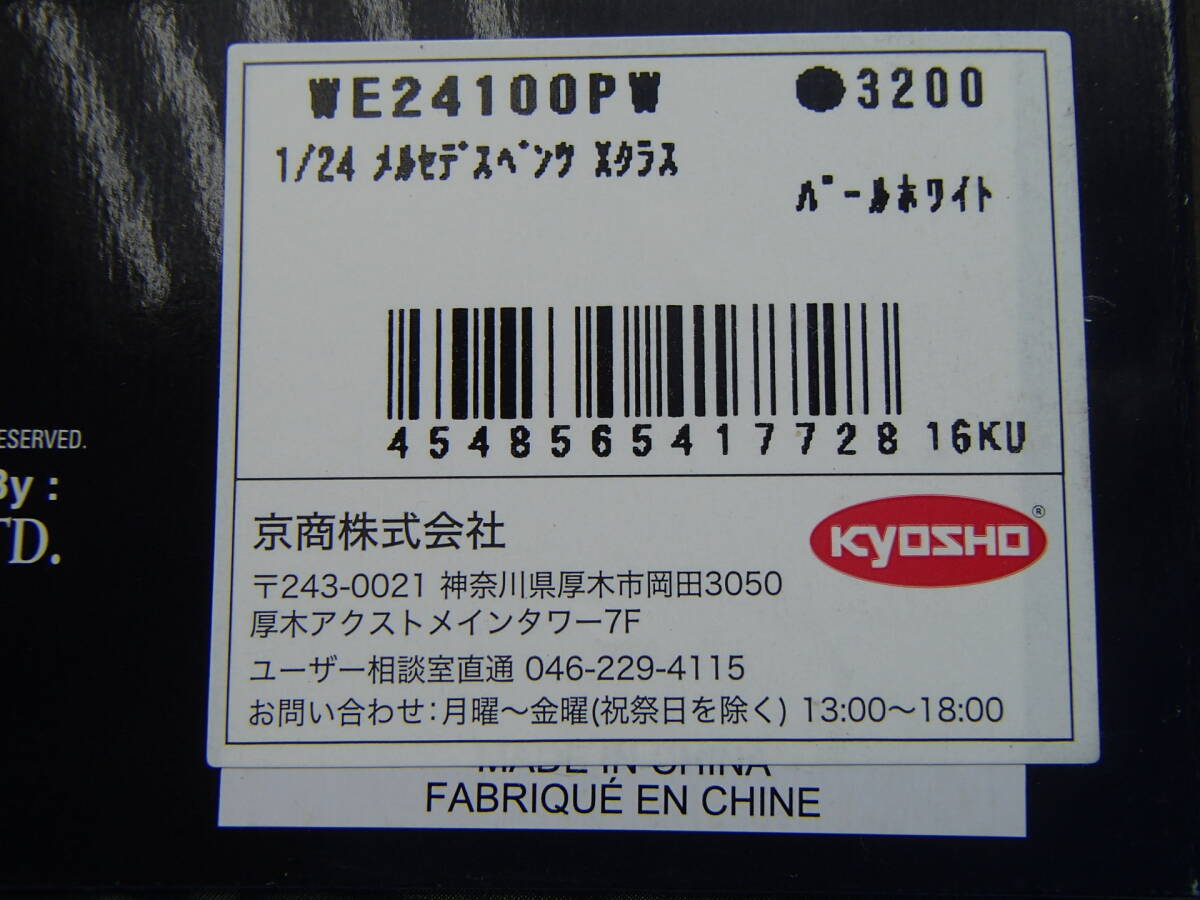 WE24100PW ●3200
1/24 ﾒﾙｾﾃﾞｽﾍﾞﾝﾂ Xｸﾗｽ
ﾊﾟｰﾙﾎﾜｲﾄ
4548565417728 16KU
ESERVED.
By :
TD.
京商株式会社
KYOSHO®
〒243-0021 神奈川県厚木市岡田3050
厚木アクストメインタワー7F
ユーザー相談室直通 046-229-4115
お問い合わせ:月曜～金曜(祝祭日を除く) 13:00～18:00
MADE IN CHINA
FABRIQUÉ EN CHINE